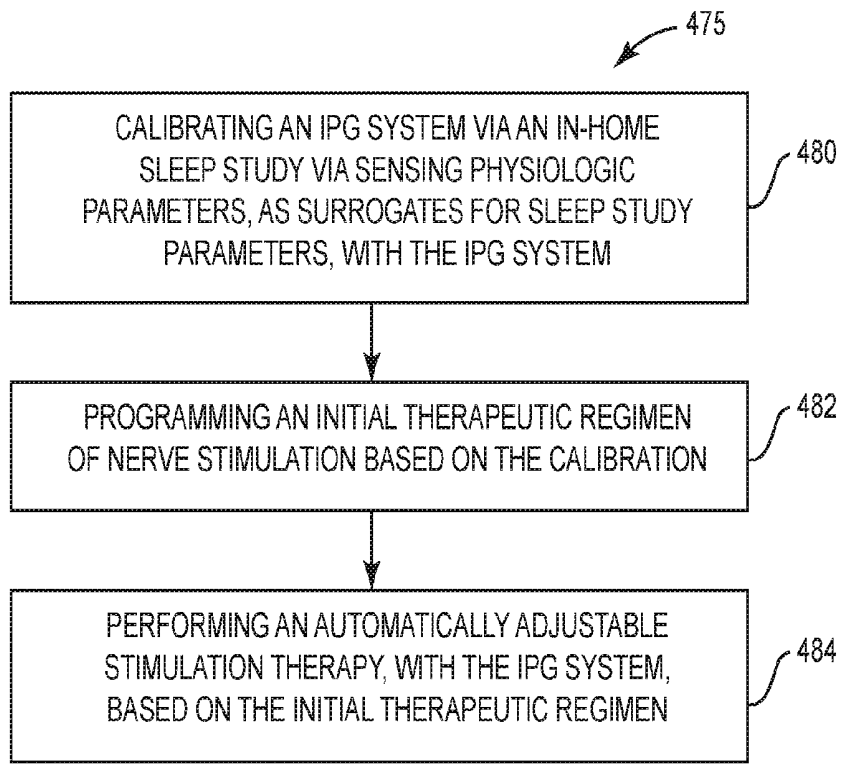 475
CALIBRATING AN IPG SYSTEM VIA AN IN-HOME
SLEEP STUDY VIA SENSING PHYSIOLOGIC
PARAMETERS, AS SURROGATES FOR SLEEP STUDY
PARAMETERS, WITH THE IPG SYSTEM
480
PROGRAMMING AN INITIAL THERAPEUTIC REGIMEN
OF NERVE STIMULATION BASED ON THE CALIBRATION
482
PERFORMING AN AUTOMATICALLY ADJUSTABLE
STIMULATION THERAPY, WITH THE IPG SYSTEM,
BASED ON THE INITIAL THERAPEUTIC REGIMEN
484